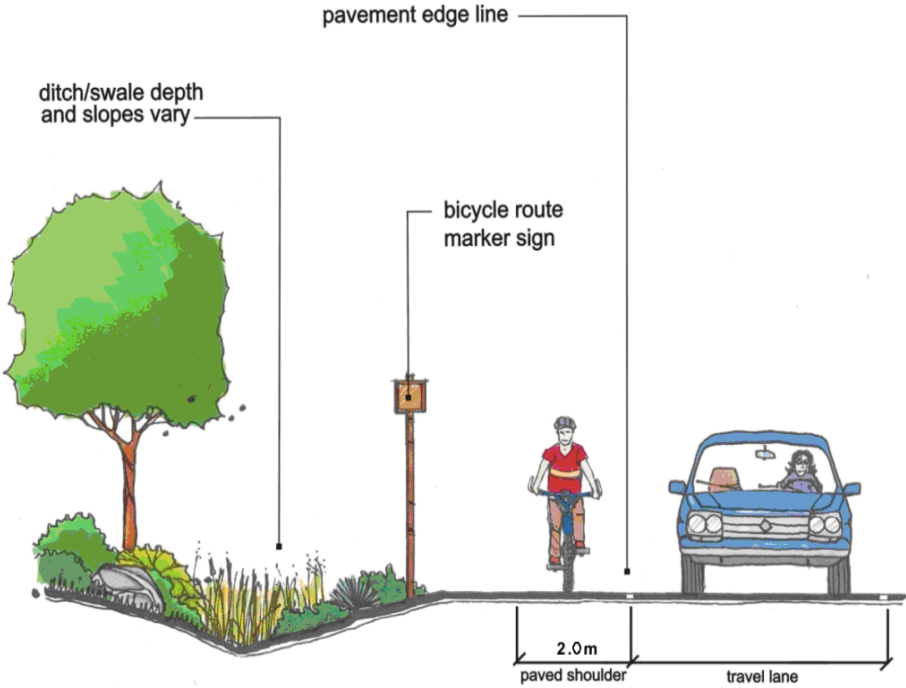 pavement edge line
ditch/swale depth
and slopes vary
bicycle route
marker sign
2.0m
paved shoulder
travel lane